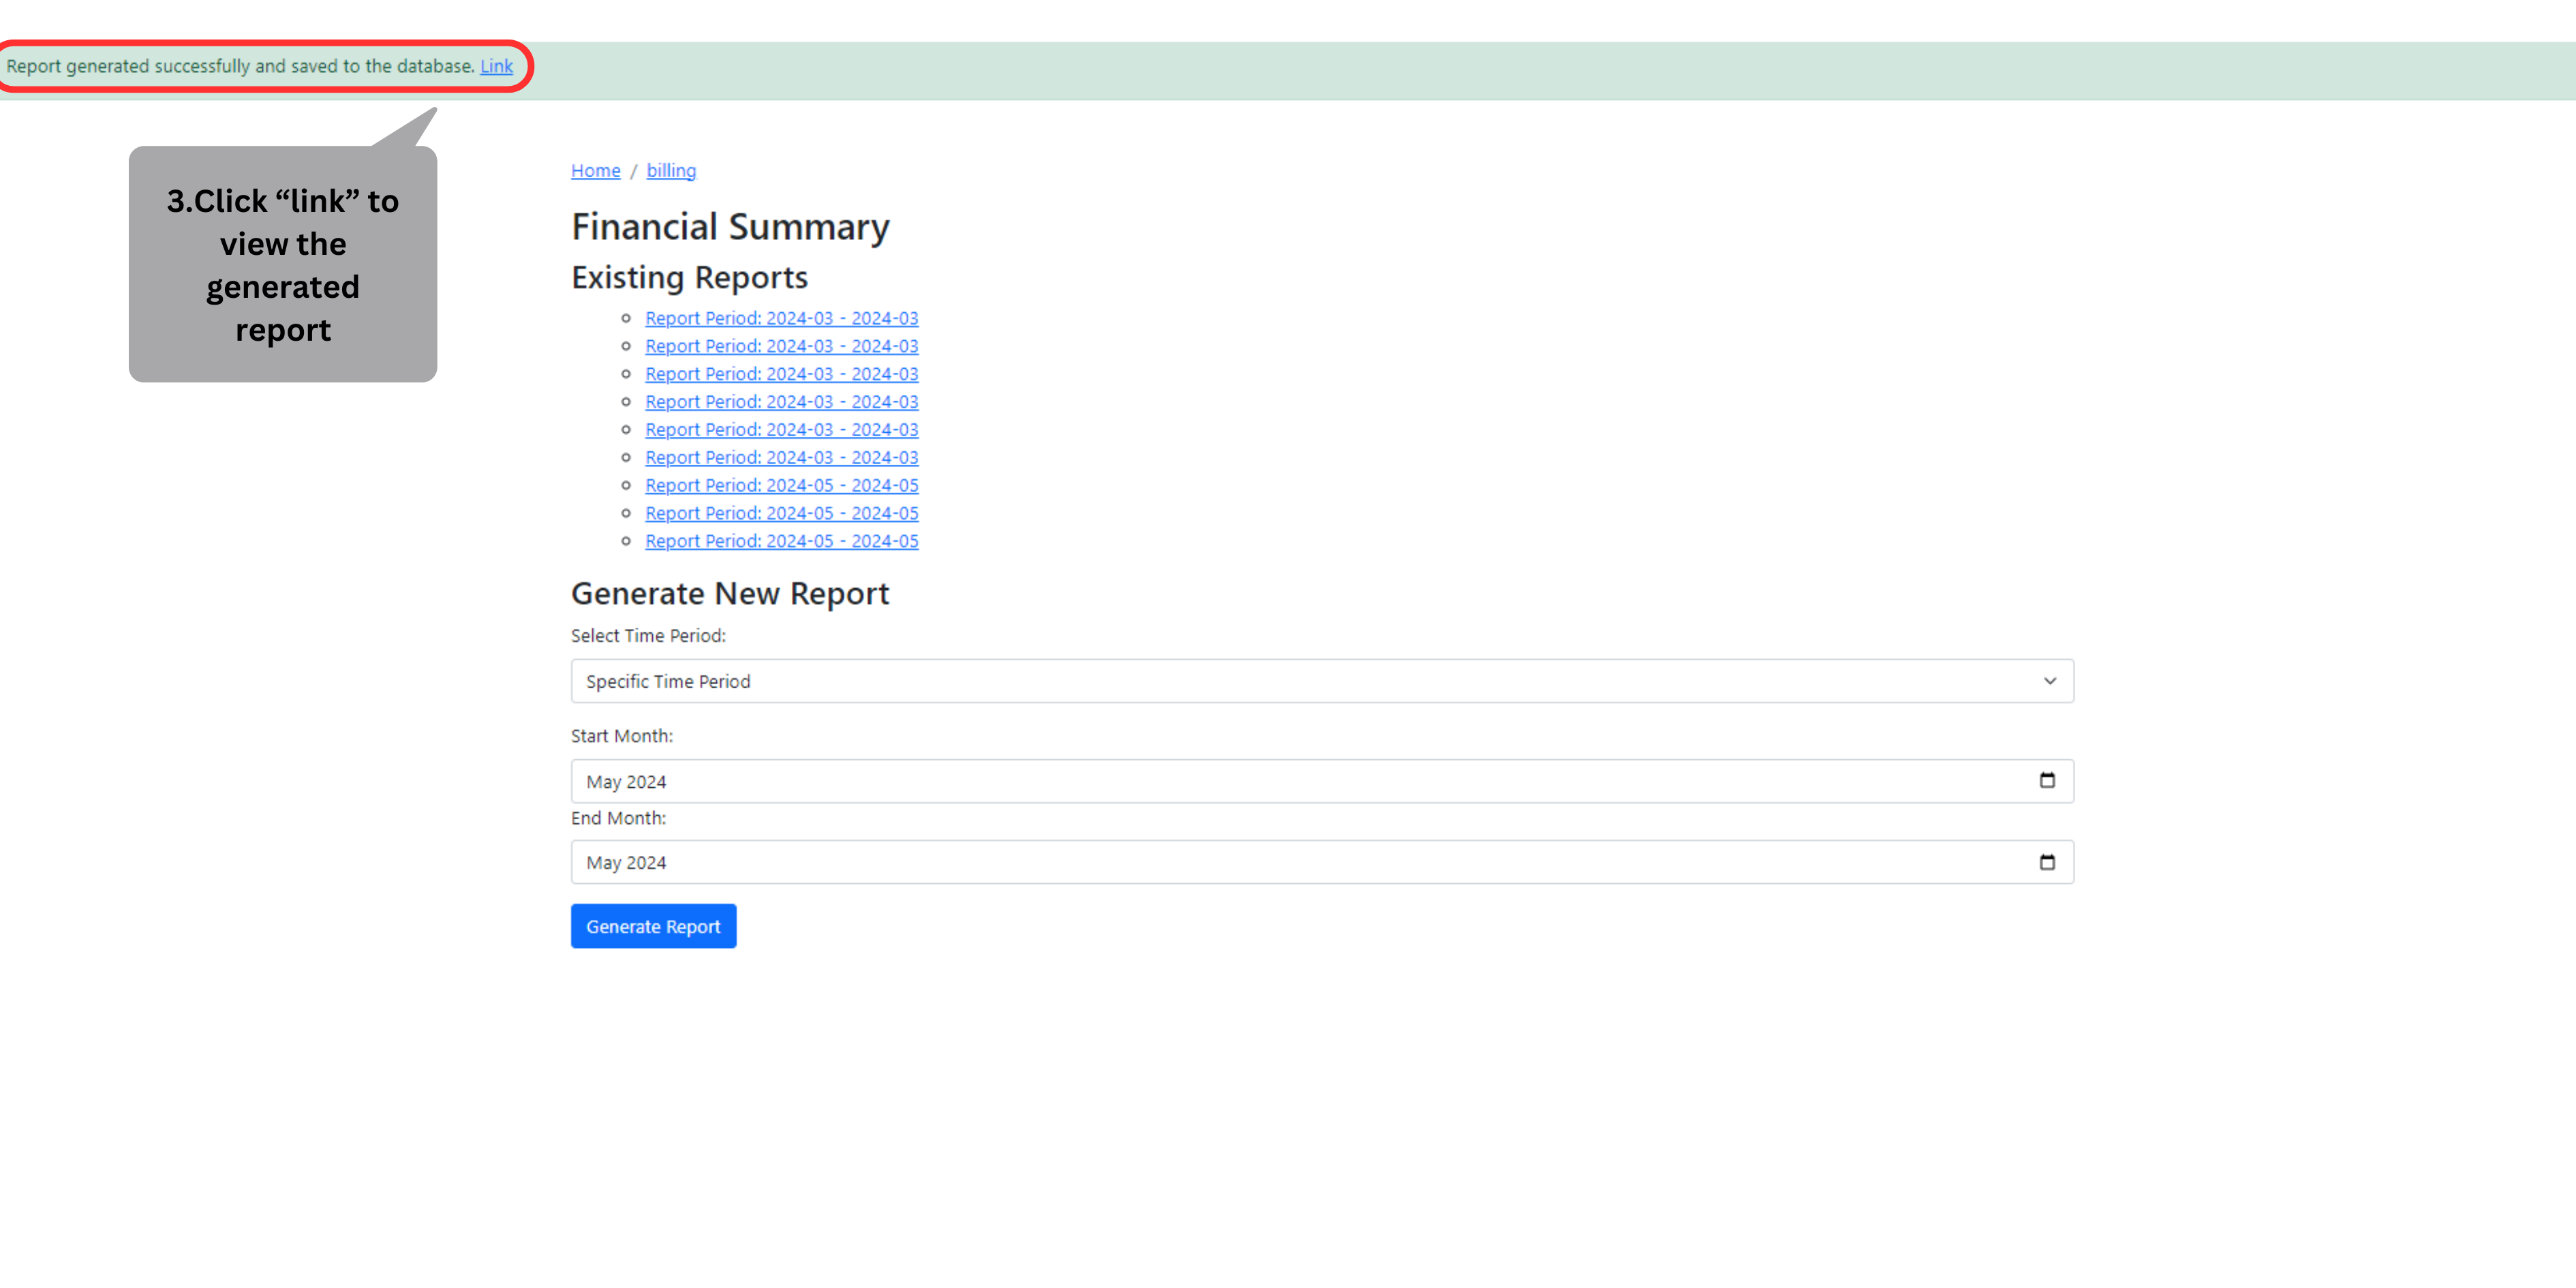 Report generated successfully and saved to the database. Link
3.Click “link” to
view the
generated
report
Home / billing
Financial Summary
Existing Reports
Report Period: 2024-03 - 2024-03
Report Period: 2024-03 - 2024-03
Report Period: 2024-03 - 2024-03
Report Period: 2024-03 - 2024-03
Report Period: 2024-03 - 2024-03
Report Period: 2024-03 - 2024-03
Report Period: 2024-05 - 2024-05
Report Period: 2024-05 - 2024-05
Report Period: 2024-05 - 2024-05
Generate New Report
Select Time Period:
Specific Time Period
Start Month:
May 2024
End Month:
May 2024
Generate Report